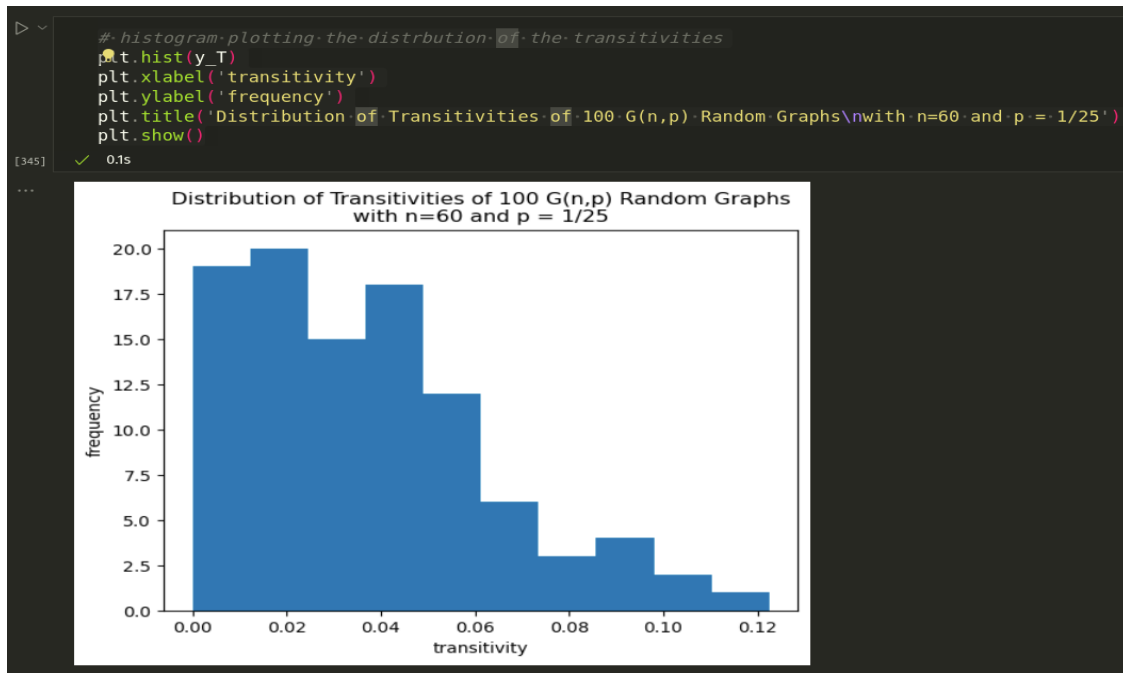 # histogram plotting the distrbution of the transitivities
plt.hist(y_T)
plt.xlabel('transitivity')
plt.ylabel('frequency')
plt.title('Distribution of Transitivities of 100 G(n,p) Random Graphs\nwith n=60 and p = 1/25')
plt.show()
[345]
0.1s
...
Distribution of Transitivities of 100 G(n,p) Random Graphs
with n=60 and p = 1/25
20.0
17.5
15.0
12.5
10.0
7.5
5.0
2.5
0.0
frequency
0.00 0.02 0.04 0.06 0.08 0.10 0.12
transitivity